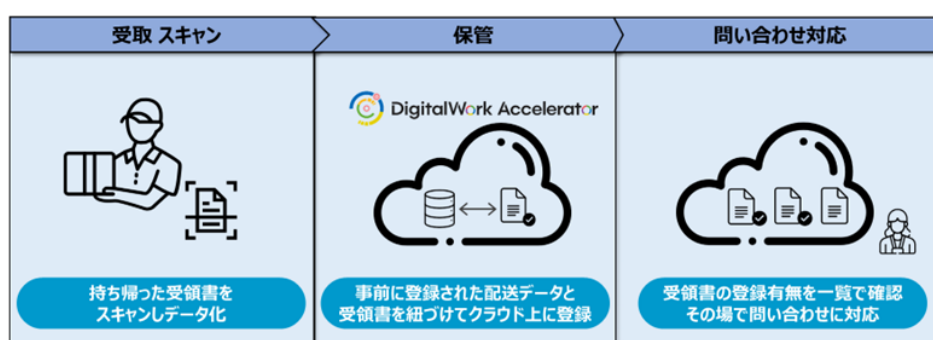 受取 スキャン
保管
問い合わせ対応
DigitalWork Accelerator
持ち帰った受領書を
スキャンしデータ化
事前に登録された配送データと
受領書を紐づけてクラウド上に登録
受領書の登録有無を一覧で確認
その場で問い合わせに対応